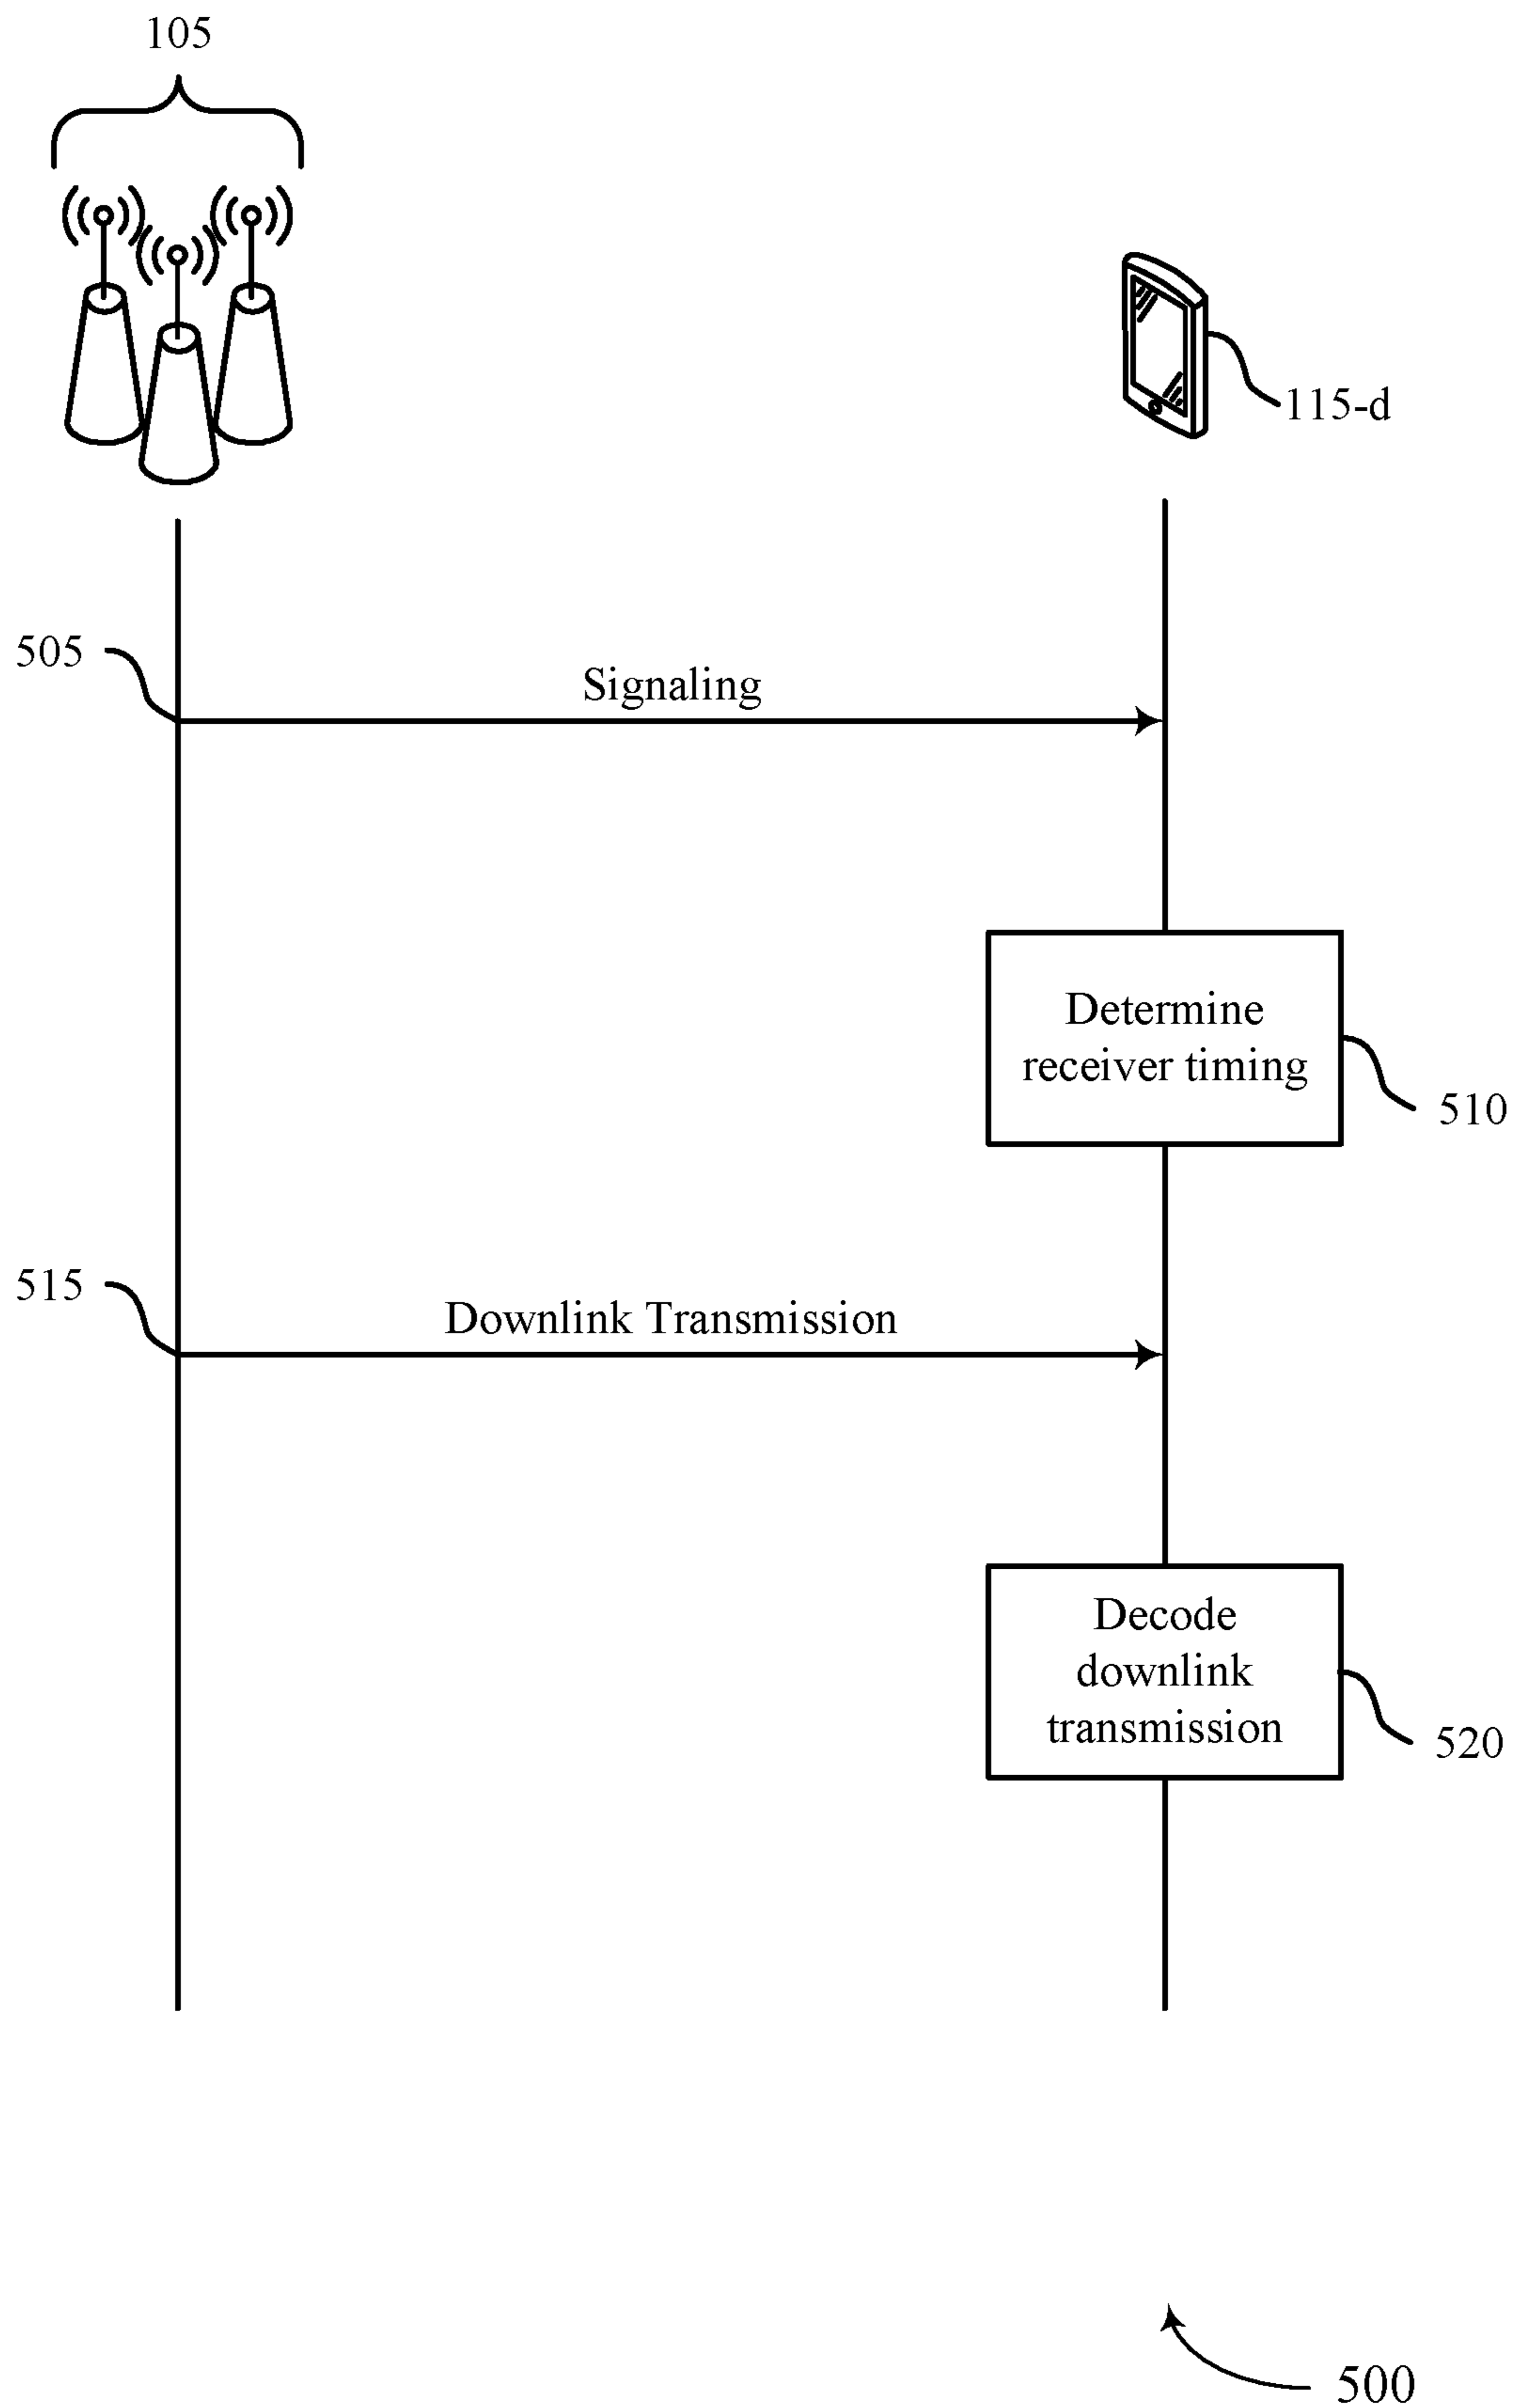 105
115-d
505
Signaling
Determine
receiver timing
510
515
Downlink Transmission
Decode
downlink
transmission
520
500